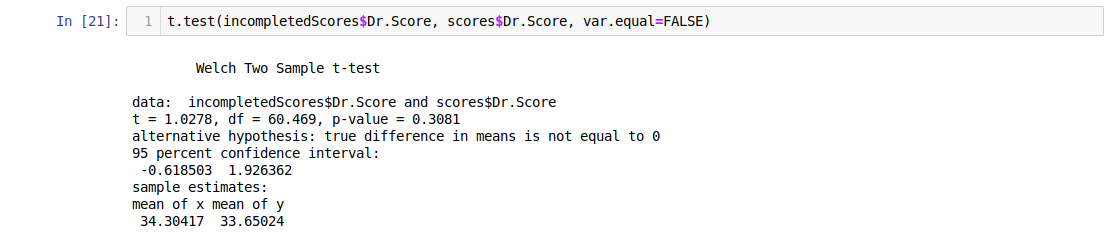 In [21]: 1 t.test(incompletedScores$Dr.Score, scores$Dr.Score, var.equal=FALSE)
Welch Two Sample t-test
data:  incompletedScores$Dr.Score and scores$Dr.Score
t = 1.0278, df = 60.469, p-value = 0.3081
alternative hypothesis: true difference in means is not equal to 0
95 percent confidence interval:
 -0.618503  1.926362
sample estimates:
mean of x mean of y
 34.30417  33.65024